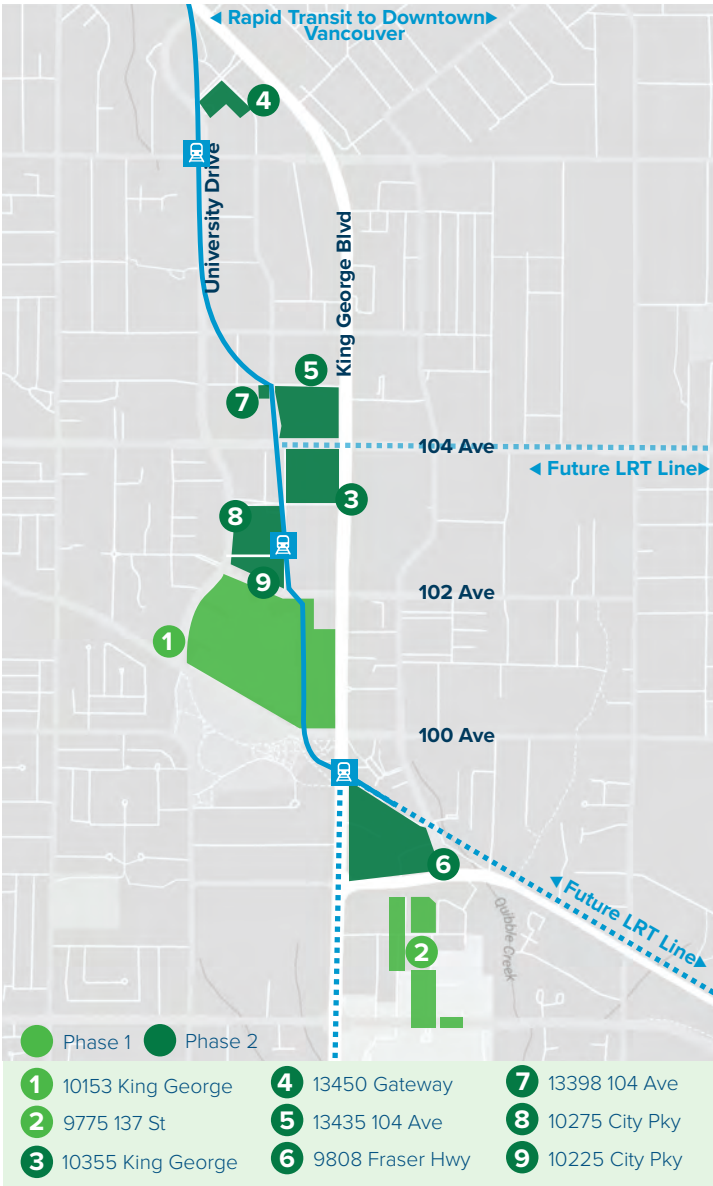 ◀ Rapid Transit to Downtown▶
Vancouver
4
University Drive
King George Blvd
5
7
104 Ave
◀ Future LRT Line▶
3
8
9
102 Ave
1
100 Ave
6
◀ Future LRT Line▶
Quibble Creek
2
Phase 1
Phase 2
1 10153 King George
2 9775 137 St
3 10355 King George
4 13450 Gateway
5 13435 104 Ave
6 9808 Fraser Hwy
7 13398 104 Ave
8 10275 City Pky
9 10225 City Pky